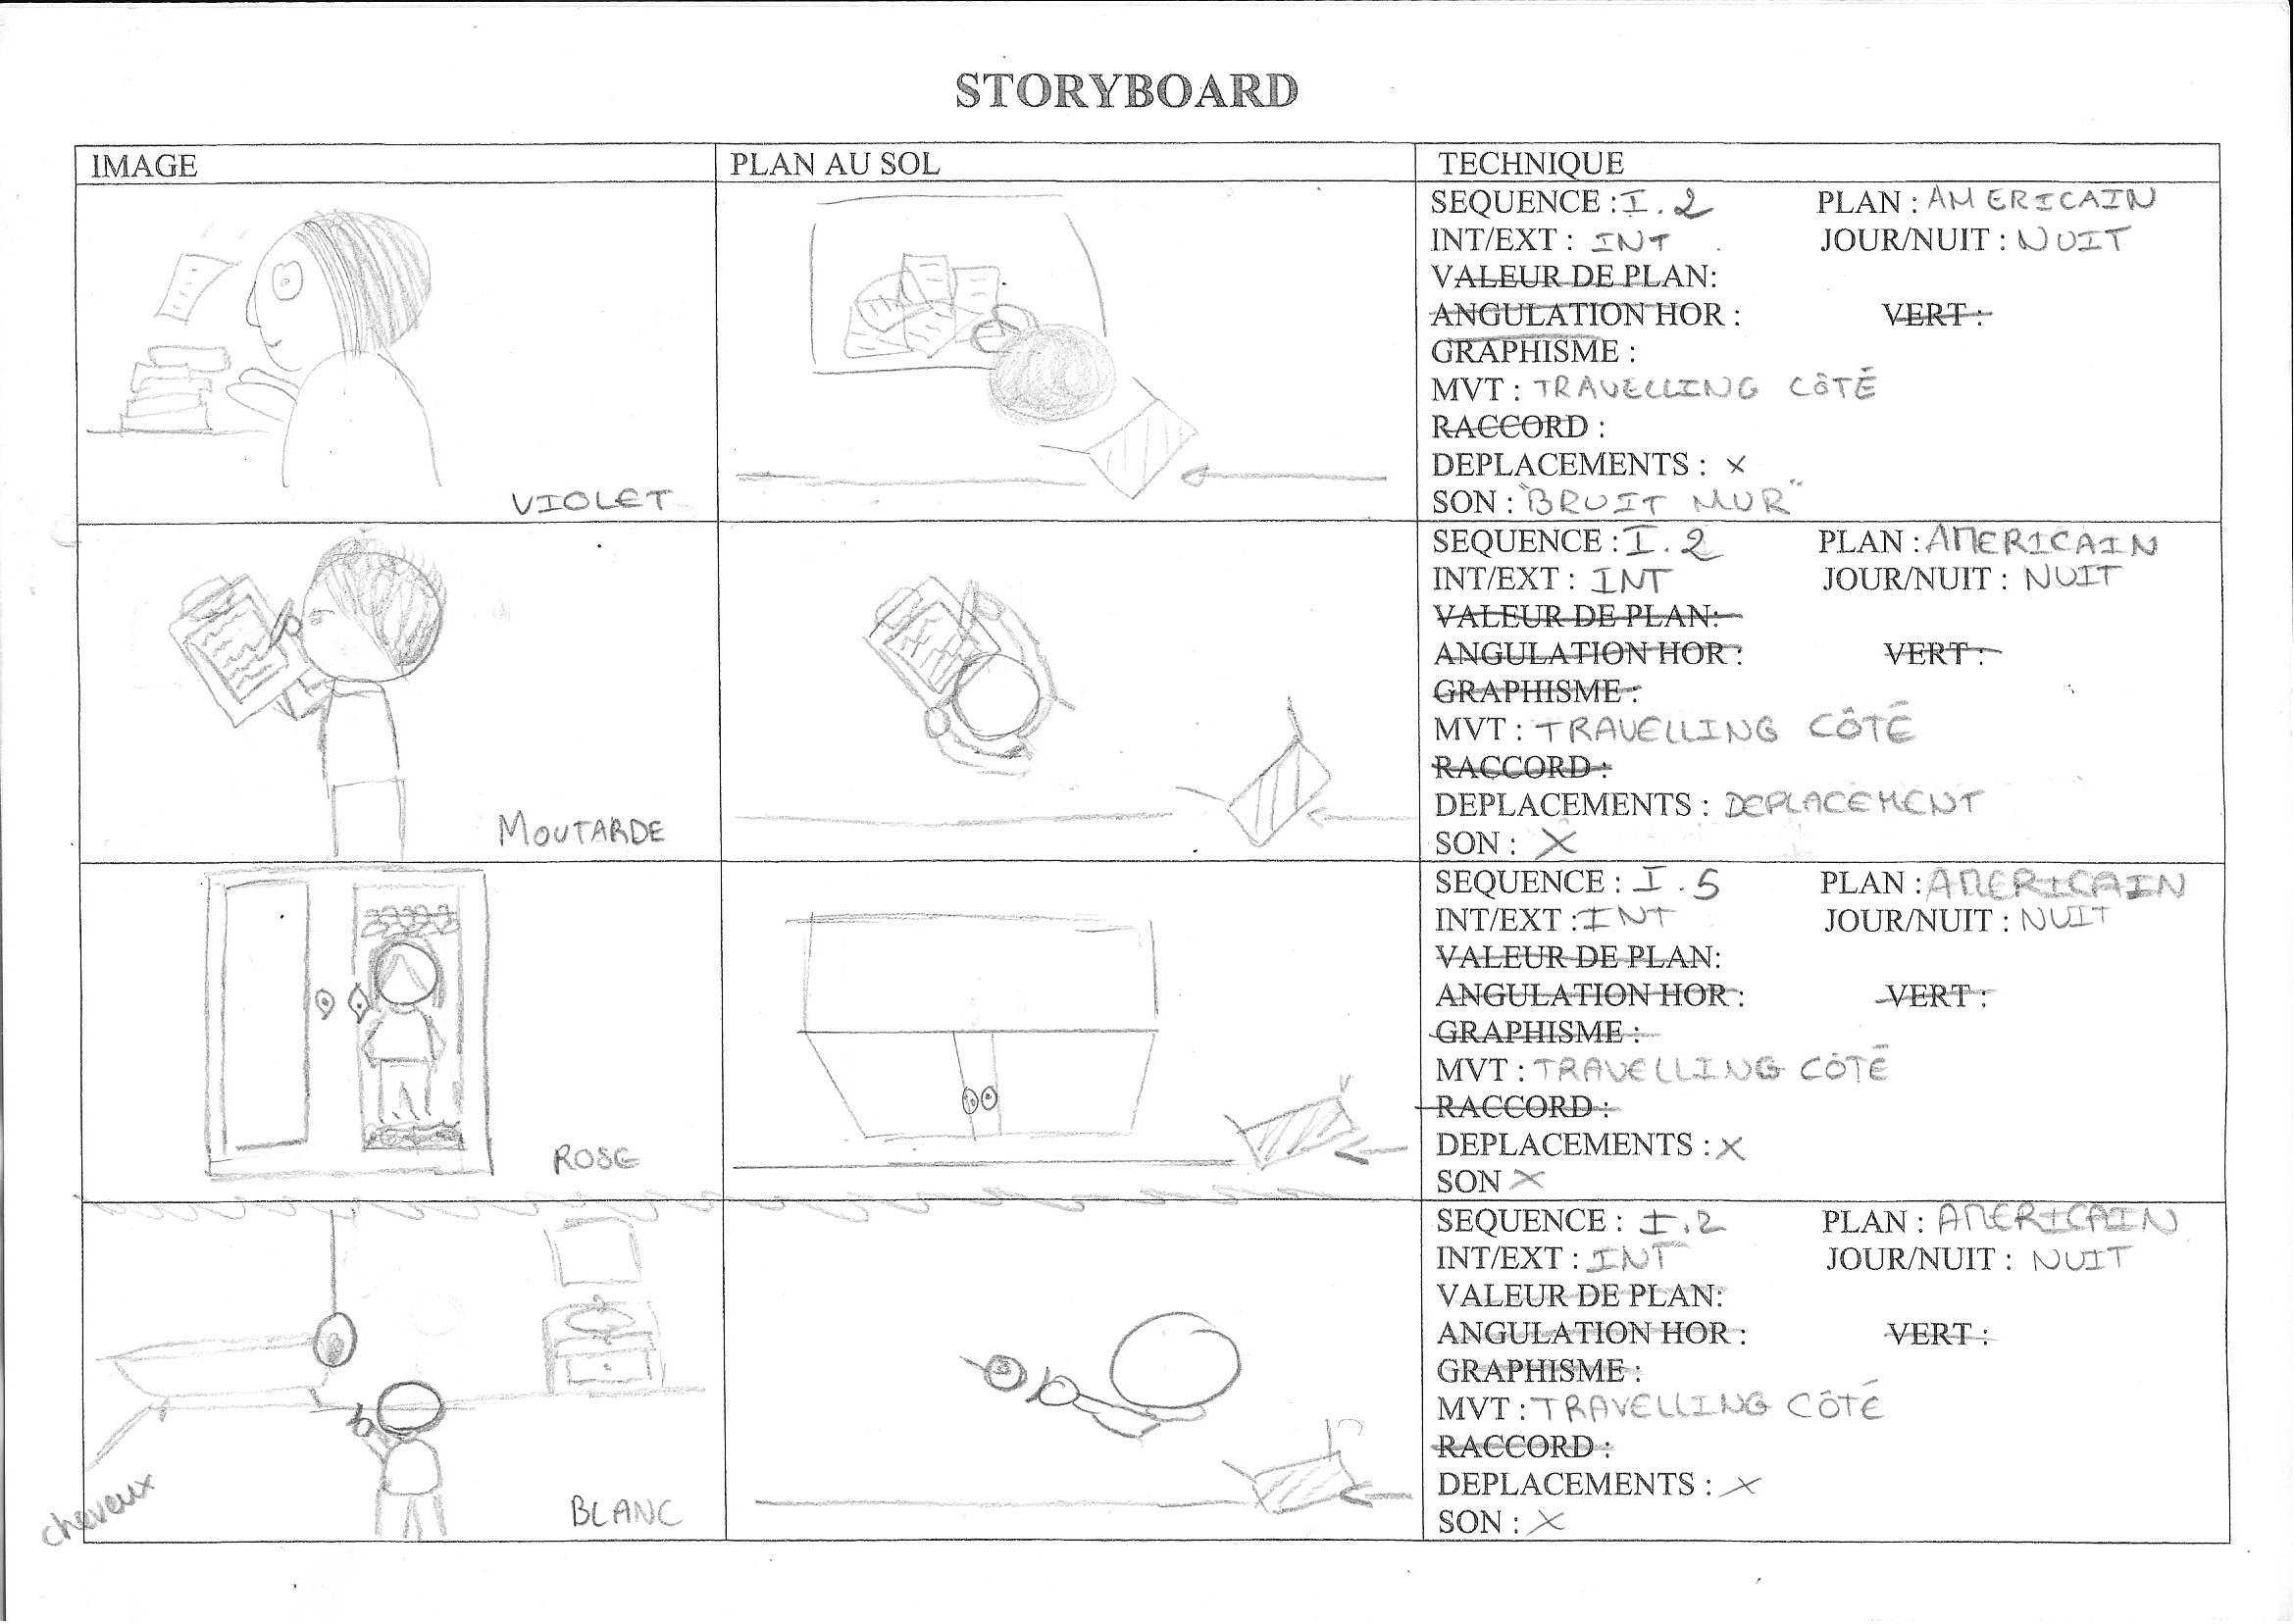 STORYBOARD
IMAGE PLAN AU SOL TECHNIQUE
VIOLET
SEQUENCE : I.2 PLAN : AMERICAIN
INT/EXT : INT JOUR/NUIT : NUIT
VALEUR DE PLAN:
ANGULATION HOR : VERT :
GRAPHISME :
MVT : TRAVELLING CÔTÉ
RACCORD :
DEPLACEMENTS : X
SON : "BRUIT MUR"
MOUTARDE
SEQUENCE : I.2 PLAN : AMERICAIN
INT/EXT : INT JOUR/NUIT : NUIT
VALEUR DE PLAN:
ANGULATION HOR : VERT :
GRAPHISME :
MVT : TRAVELLING CÔTÉ
RACCORD :
DEPLACEMENTS : DEPLACEMENT
SON : X
ROSE
SEQUENCE : I.5 PLAN : AMERICAIN
INT/EXT : INT JOUR/NUIT : NUIT
VALEUR DE PLAN:
ANGULATION HOR : VERT :
GRAPHISME :
MVT : TRAVELLING CÔTÉ
RACCORD :
DEPLACEMENTS : X
SON X
cheveux
BLANC
SEQUENCE : I.2 PLAN : AMERICAIN
INT/EXT : INT JOUR/NUIT : NUIT
VALEUR DE PLAN:
ANGULATION HOR : VERT :
GRAPHISME :
MVT : TRAVELLING CÔTÉ
RACCORD :
DEPLACEMENTS : X
SON : X